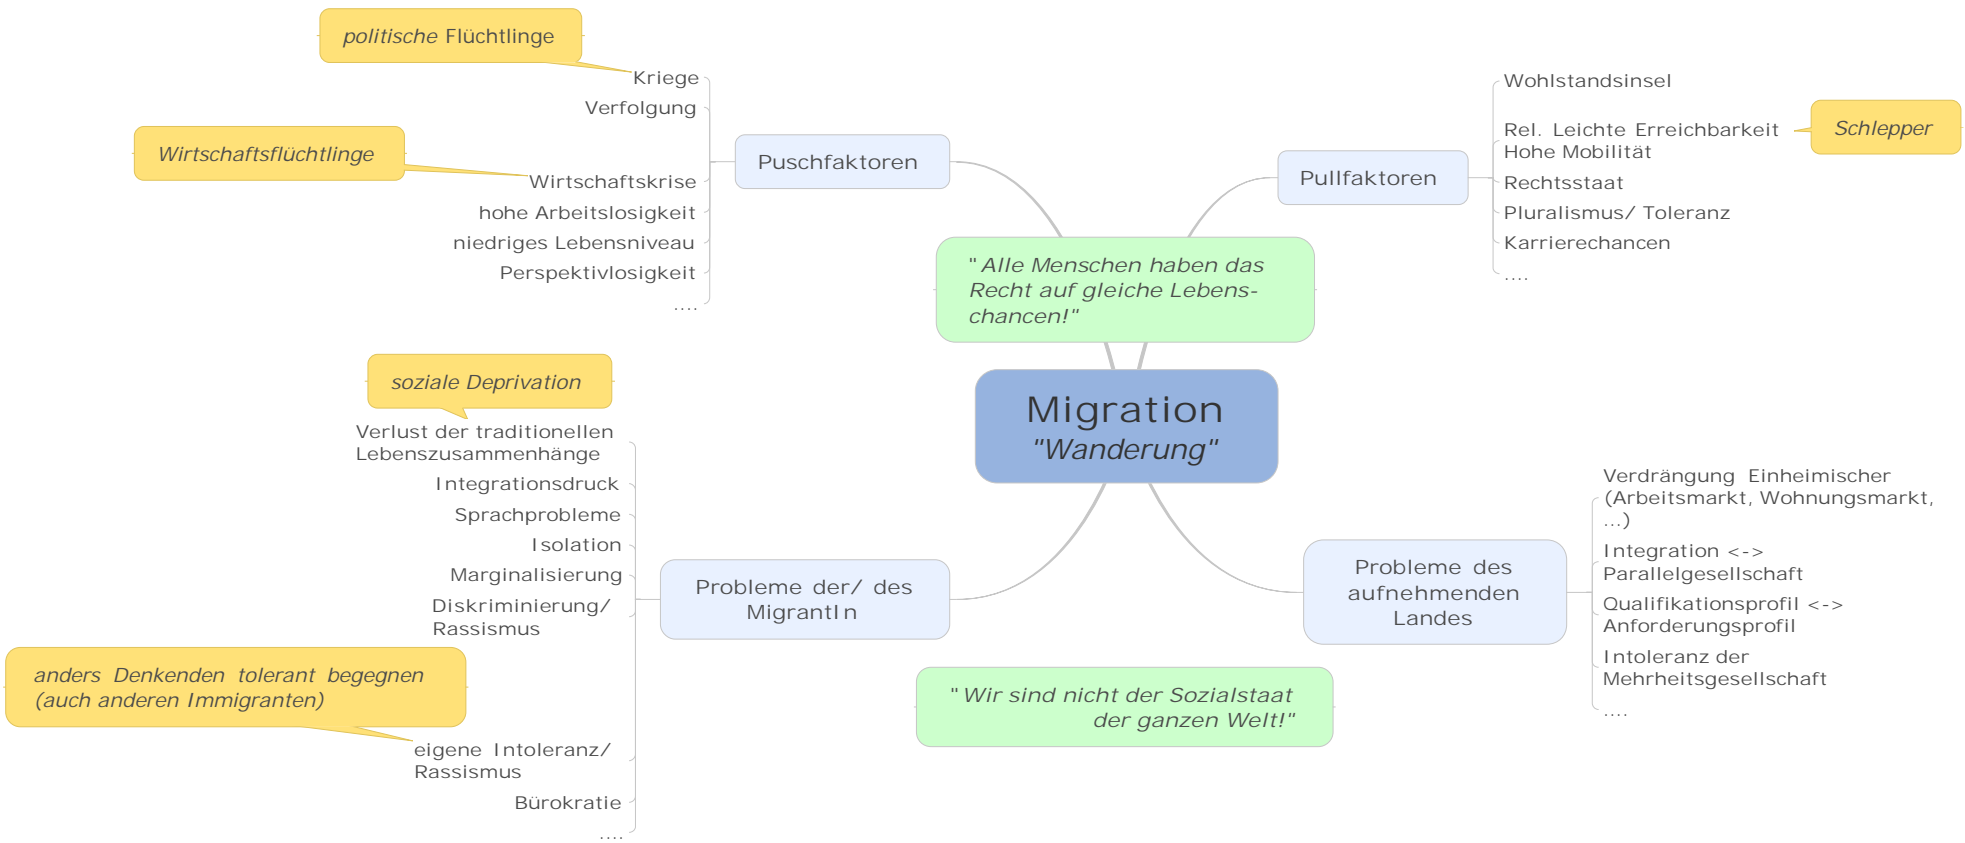 politische Flüchtlinge
Kriege
Verfolgung
Wirtschaftsflüchtlinge
Wirtschaftskrise
hohe Arbeitslosigkeit
niedriges Lebensniveau
Perspektivlosigkeit
....
Puschfaktoren
Pullfaktoren
Wohlstandsinsel
Rel. Leichte Erreichbarkeit
Hohe Mobilität
Schlepper
Rechtsstaat
Pluralismus/ Toleranz
Karrierechancen
....
"Alle Menschen haben das
Recht auf gleiche Lebens-
chancen!"
Migration
"Wanderung"
soziale Deprivation
Verlust der traditionellen
Lebenszusammenhänge
Integrationsdruck
Sprachprobleme
Isolation
Marginalisierung
Diskriminierung/
Rassismus
anders Denkenden tolerant begegnen
(auch anderen Immigranten)
eigene Intoleranz/
Rassismus
Bürokratie
....
Probleme der/ des
MigrantIn
Probleme des
aufnehmenden
Landes
Verdrängung Einheimischer
(Arbeitsmarkt, Wohnungsmarkt,
...)
Integration <->
Parallelgesellschaft
Qualifikationsprofil <->
Anforderungsprofil
Intoleranz der
Mehrheitsgesellschaft
....
"Wir sind nicht der Sozialstaat
der ganzen Welt!"